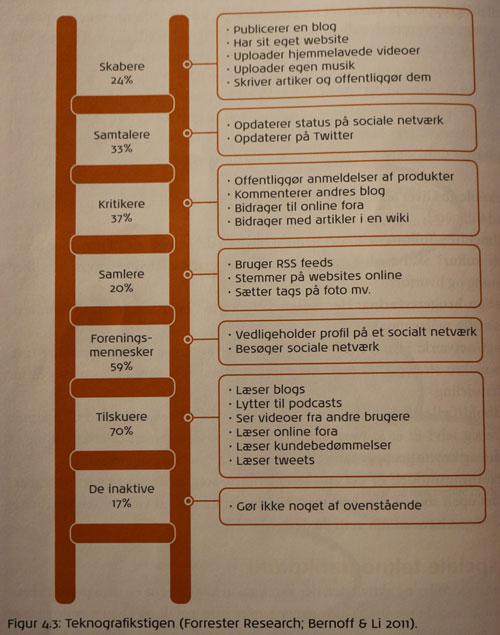 Skabere
24%
· Publicerer en blog
· Har sit eget website
· Uploader hjemmelavede videoer
· Uploader egen musik
· Skriver artiker og offentliggør dem
Samtalere
33%
· Opdaterer status på sociale netværk
· Opdaterer på Twitter
Kritikere
37%
· Offentliggør anmeldelser af produkter
· Kommenterer andres blog
· Bidrager til online fora
· Bidrager med artikler i en wiki
Samlere
20%
· Bruger RSS feeds
· Stemmer på websites online
· Sætter tags på foto mv.
Forenings-
mennesker
59%
· Vedligeholder profil på et socialt netværk
· Besøger sociale netværk
Tilskuere
70%
· Læser blogs
· Lytter til podcasts
· Ser videoer fra andre brugere
· Læser online fora
· Læser kundebedømmelser
· Læser tweets
De inaktive
17%
· Gør ikke noget af ovenstående
Figur 4.3: Teknografikstigen (Forrester Research; Bernoff & Li 2011).